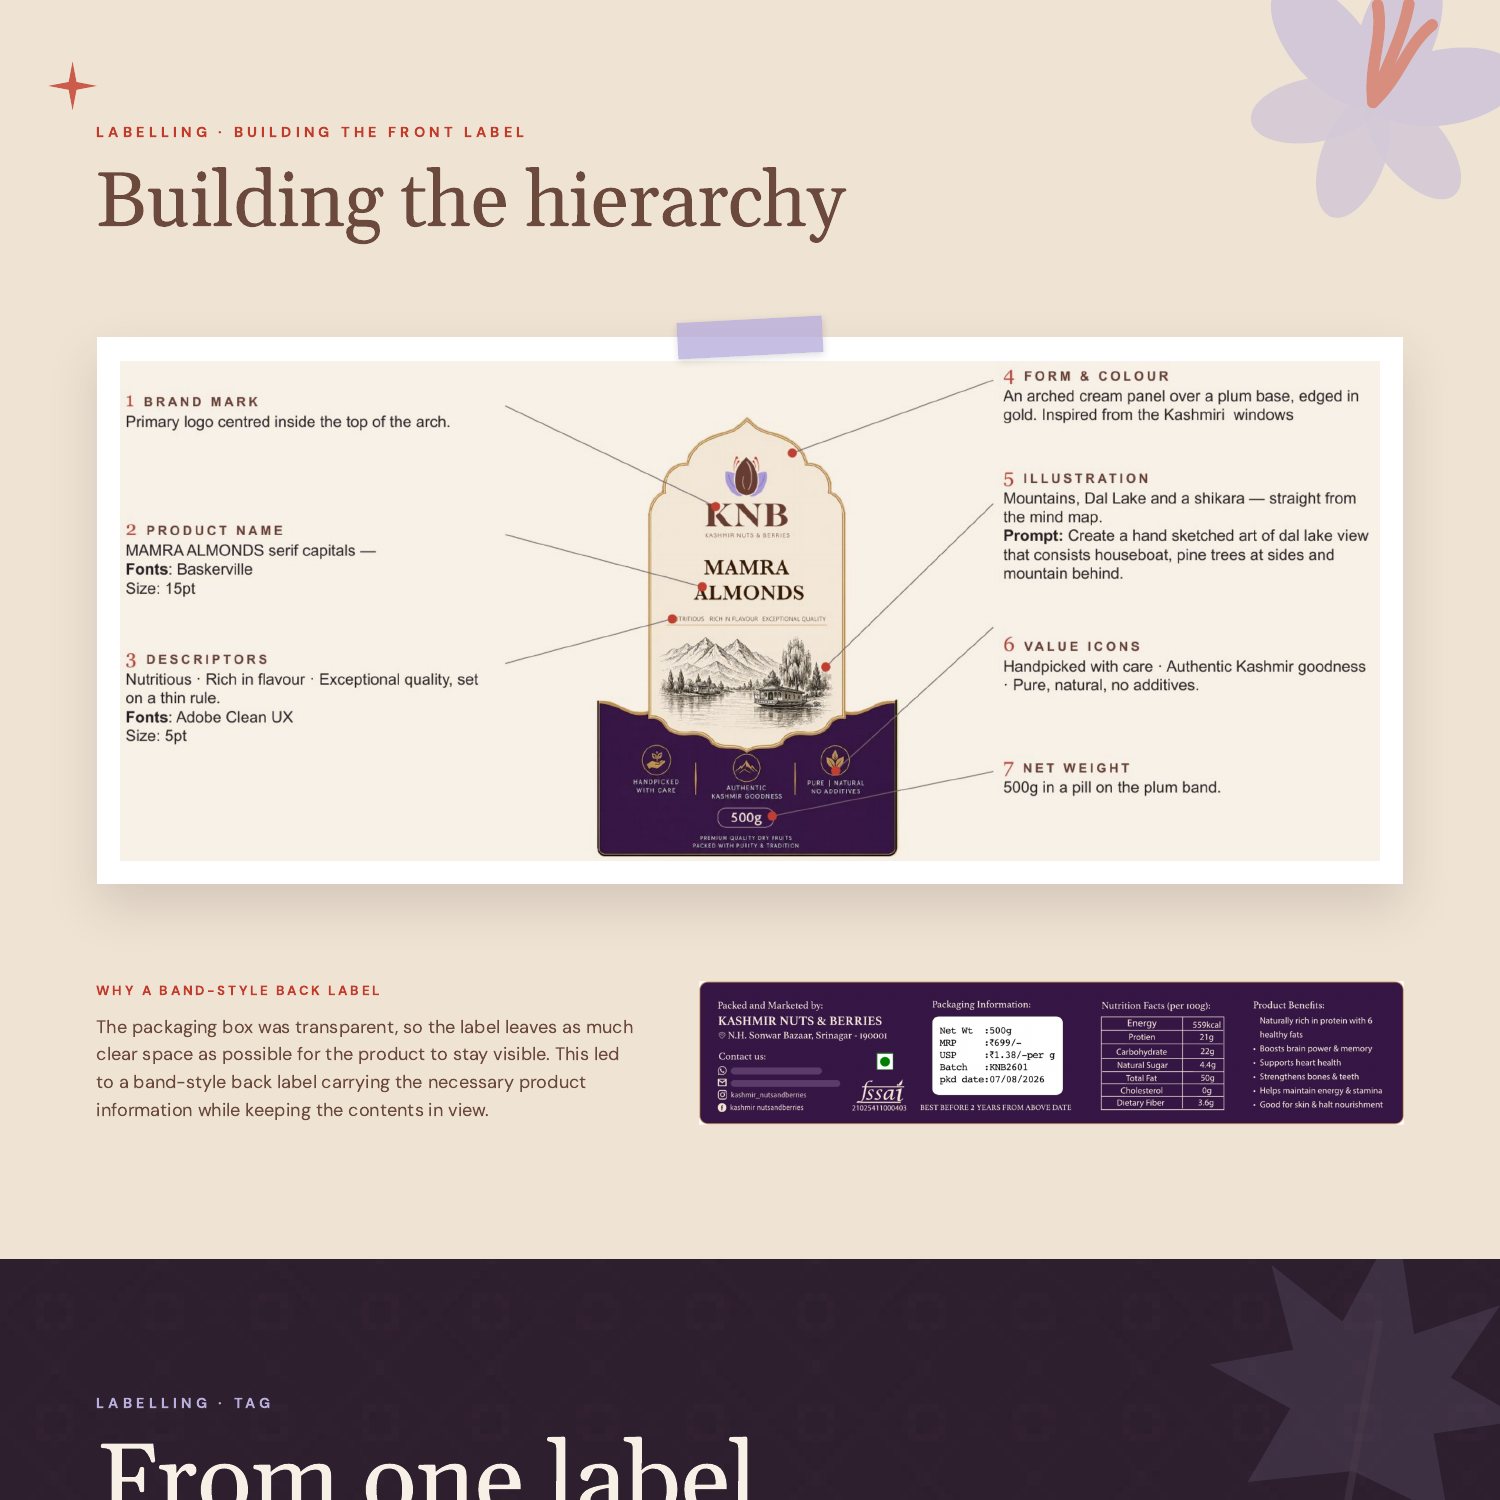 LABELLING · BUILDING THE FRONT LABEL
Building the hierarchy
1 BRAND MARK
Primary logo centred inside the top of the arch.
2 PRODUCT NAME
MAMRA ALMONDS serif capitals —
Fonts: Baskerville
Size: 15pt
3 DESCRIPTORS
Nutritious · Rich in flavour · Exceptional quality, set
on a thin rule.
Fonts: Adobe Clean UX
Size: 5pt
KNB
KASHMIR NUTS & BERRIES
MAMRA
ALMONDS
TRITIOUS RICH IN FLAVOUR EXCEPTIONAL QUALITY
HANDPICKED
WITH CARE
AUTHENTIC
KASHMIR GOODNESS
PURE | NATURAL
NO ADDITIVES
500g
PREMIUM QUALITY DRY FRUITS
PACKED WITH PURITY & TRADITION
4 FORM & COLOUR
An arched cream panel over a plum base, edged in
gold. Inspired from the Kashmiri windows
5 ILLUSTRATION
Mountains, Dal Lake and a shikara — straight from
the mind map.
Prompt: Create a hand sketched art of dal lake view
that consists houseboat, pine trees at sides and
mountain behind.
6 VALUE ICONS
Handpicked with care · Authentic Kashmir goodness
· Pure, natural, no additives.
7 NET WEIGHT
500g in a pill on the plum band.
WHY A BAND-STYLE BACK LABEL
The packaging box was transparent, so the label leaves as much
clear space as possible for the product to stay visible. This led
to a band-style back label carrying the necessary product
information while keeping the contents in view.
Packed and Marketed by:
KASHMIR NUTS & BERRIES
N.H. Sonwar Bazaar, Srinagar - 190001
Contact us:
kashmir_nutsandberries
kashmir nutsandberries
fssai
21025411000403
Packaging Information:
Net Wt :500g
MRP :₹699/-
USP :₹1.38/-per g
Batch :KNB2601
pkd date:07/08/2026
BEST BEFORE 2 YEARS FROM ABOVE DATE
Nutrition Facts (per 100g):
Energy 559kcal
Protien 21g
Carbohydrate 22g
Natural Sugar 4.4g
Total Fat 50g
Cholesterol 0g
Dietary Fiber 3.6g
Product Benefits:
Naturally rich in protein with 6
healthy fats
• Boosts brain power & memory
• Supports heart health
• Strengthens bones & teeth
• Helps maintain energy & stamina
• Good for skin & halt nourishment
LABELLING · TAG
From one label